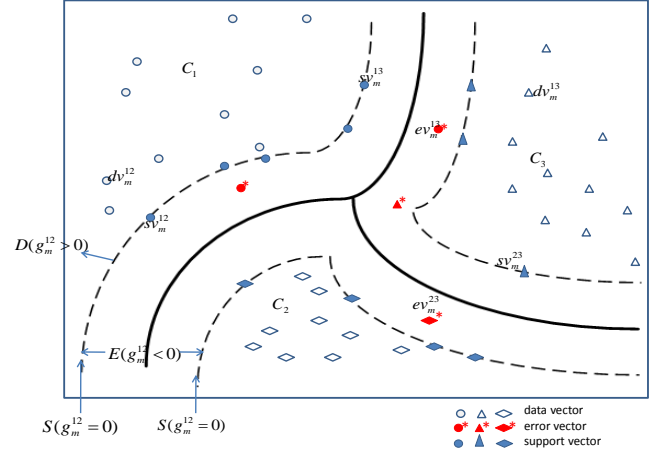 C₁
sv_m^{13}
dv_m^{13}
ev_m^{13}
C₃
dv_m^{12}
sv_m^{12}
D(g_m^{12} > 0)
sv_m^{23}
C₂
ev_m^{23}
E(g_m^{12} < 0)
S(g_m^{12} = 0)
S(g_m^{12} = 0)
data vector
error vector
support vector